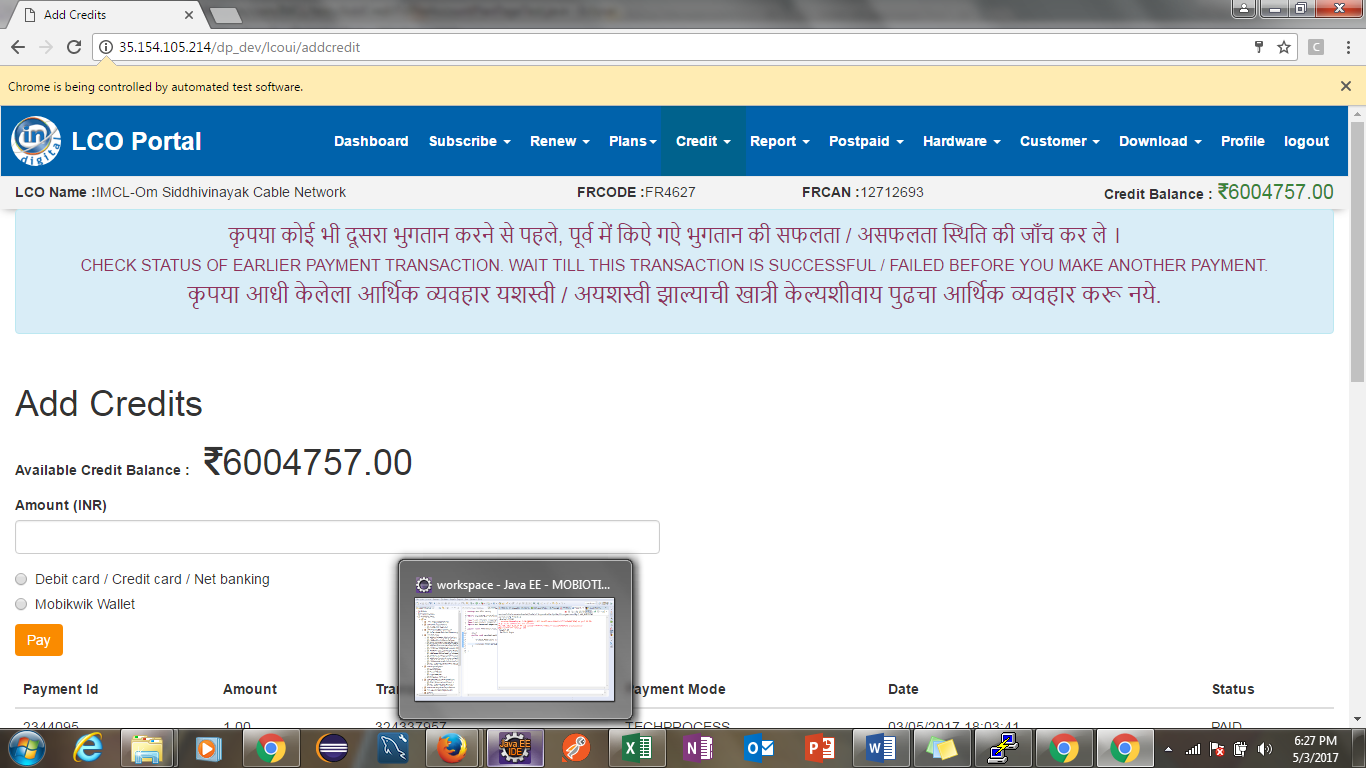 Add Credits
35.154.105.214/dp_dev/lcoui/addcredit
Chrome is being controlled by automated test software.
in digital LCO Portal Dashboard Subscribe Renew Plans Credit Report Postpaid Hardware Customer Download Profile logout
LCO Name :IMCL-Om Siddhivinayak Cable Network FRCODE :FR4627 FRCAN :12712693 Credit Balance : ₹6004757.00
कृपया कोई भी दूसरा भुगतान करने से पहले, पूर्व में किऐ गऐ भुगतान की सफलता / असफलता स्थिति की जाँच कर ले ।
CHECK STATUS OF EARLIER PAYMENT TRANSACTION. WAIT TILL THIS TRANSACTION IS SUCCESSFUL / FAILED BEFORE YOU MAKE ANOTHER PAYMENT.
कृपया आधी केलेला आर्थिक व्यवहार यशस्वी / अयशस्वी झाल्याची खात्री केल्यशीवाय पुढचा आर्थिक व्यवहार करू नये.
Add Credits
Available Credit Balance : ₹6004757.00
Amount (INR)
Debit card / Credit card / Net banking
Mobikwik Wallet
workspace - Java EE - MOBIOTI...
Pay
Payment Id Amount Tra ayment Mode Date Status
2344095 1.00 324337957 TECHPROCESS 03/05/2017 18:03:41 PAID
Java EE IDE
6:27 PM
5/3/2017